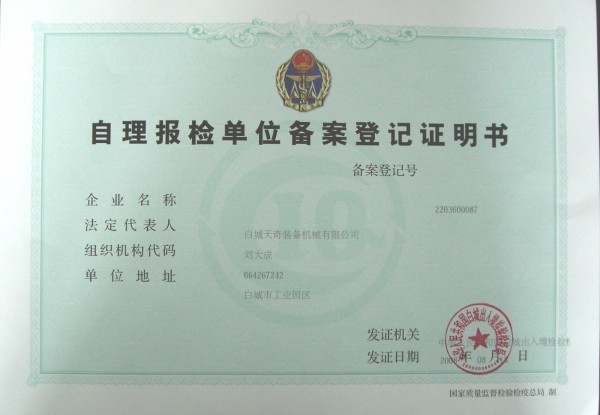 自理报检单位备案登记证明书
备案登记号
2203600087
企业名称
白城天奇装备机械有限公司
法定代表人
刘大成
组织机构代码
664267242
单位地址
白城市工业园区
发证机关
发证日期 年 月 日
国家质量监督检验检疫总局 制